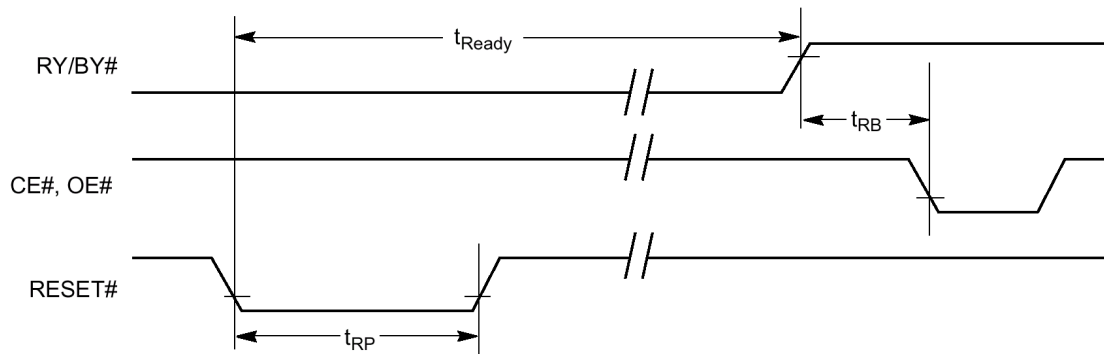 tReady
RY/BY#
tRB
CE#, OE#
RESET#
tRP